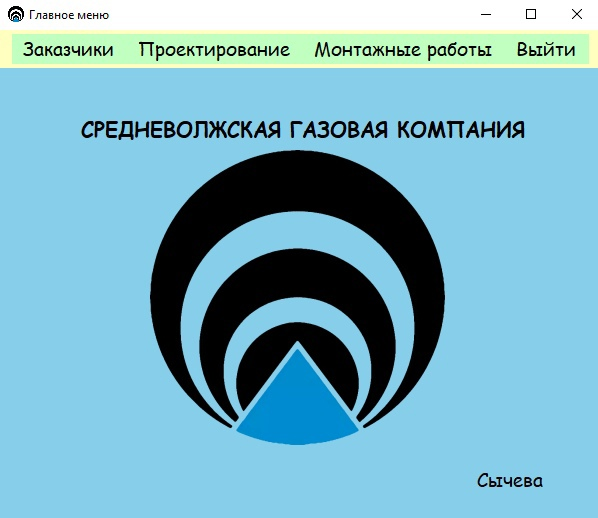 Главное меню
Заказчики Проектирование Монтажные работы Выйти
СРЕДНЕВОЛЖСКАЯ ГАЗОВАЯ КОМПАНИЯ
Сычева